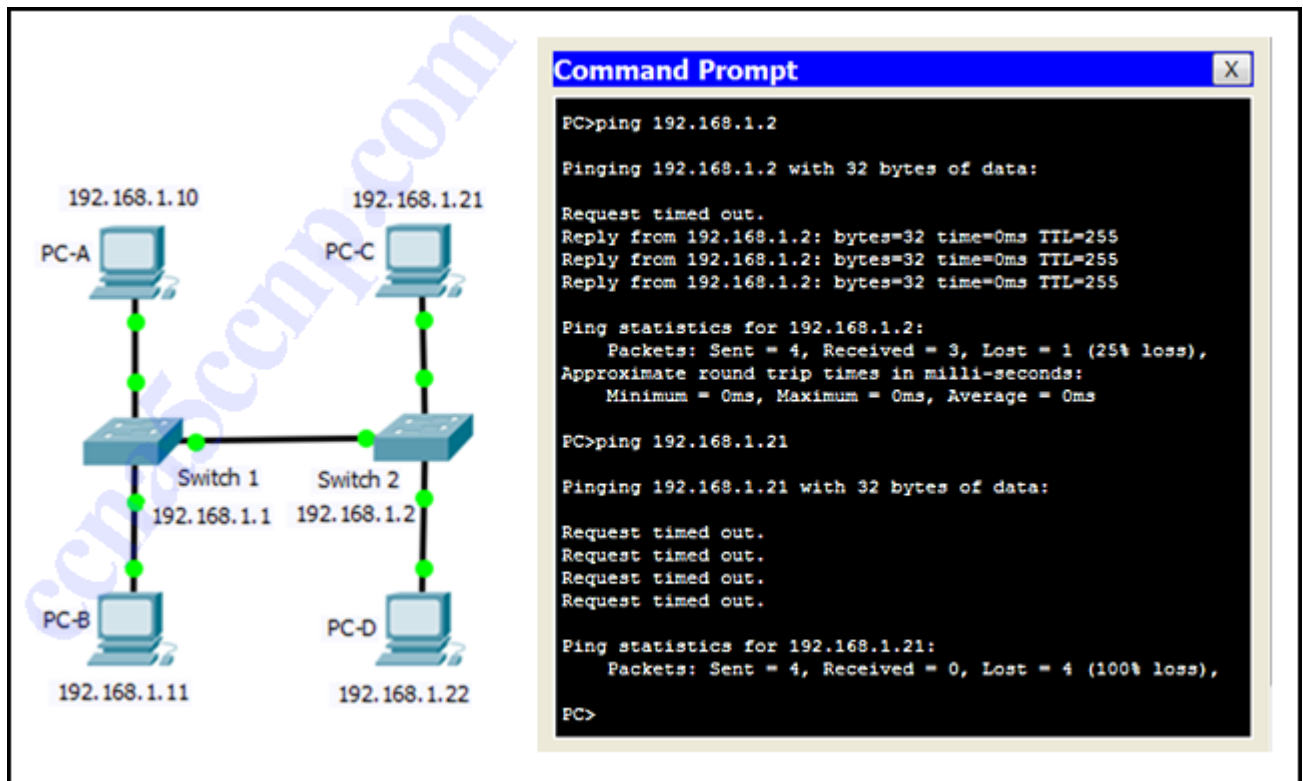 192.168.1.10
192.168.1.21
PC-A
PC-C
Switch 1
Switch 2
192.168.1.1
192.168.1.2
PC-B
PC-D
192.168.1.11
192.168.1.22
ccna5ccnp.com
Command Prompt
X
PC>ping 192.168.1.2
Pinging 192.168.1.2 with 32 bytes of data:
Request timed out.
Reply from 192.168.1.2: bytes=32 time=0ms TTL=255
Reply from 192.168.1.2: bytes=32 time=0ms TTL=255
Reply from 192.168.1.2: bytes=32 time=0ms TTL=255
Ping statistics for 192.168.1.2:
Packets: Sent = 4, Received = 3, Lost = 1 (25% loss),
Approximate round trip times in milli-seconds:
Minimum = 0ms, Maximum = 0ms, Average = 0ms
PC>ping 192.168.1.21
Pinging 192.168.1.21 with 32 bytes of data:
Request timed out.
Request timed out.
Request timed out.
Request timed out.
Ping statistics for 192.168.1.21:
Packets: Sent = 4, Received = 0, Lost = 4 (100% loss),
PC>